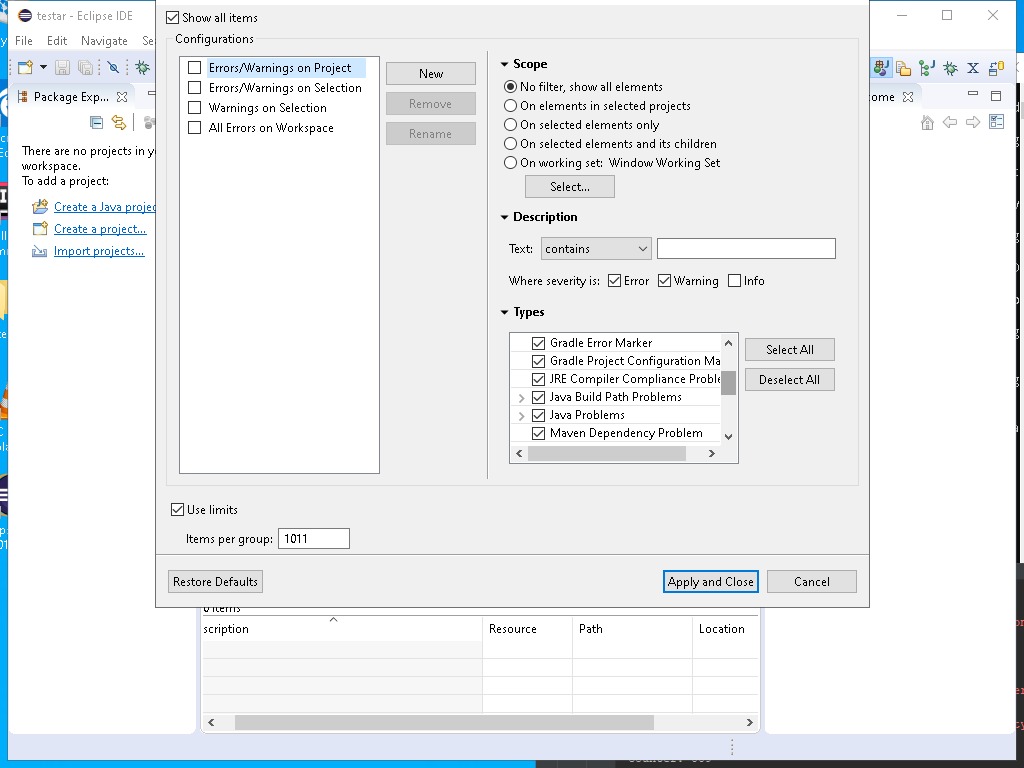 testar - Eclipse IDE
File Edit Navigate Se
Package Exp...
There are no projects in y
workspace.
To add a project:
Create a Java projec
Create a project...
Import projects...
Show all items
Configurations
Errors/Warnings on Project
Errors/Warnings on Selection
Warnings on Selection
All Errors on Workspace
New
Remove
Rename
Scope
No filter, show all elements
On elements in selected projects
On selected elements only
On selected elements and its children
On working set: Window Working Set
Select...
Description
Text: contains
Where severity is: Error Warning Info
Types
Gradle Error Marker
Gradle Project Configuration Ma
JRE Compiler Compliance Proble
Java Build Path Problems
Java Problems
Maven Dependency Problem
Select All
Deselect All
Use limits
Items per group: 1011
Restore Defaults
Apply and Close
Cancel
ome
0 items
scription Resource Path Location